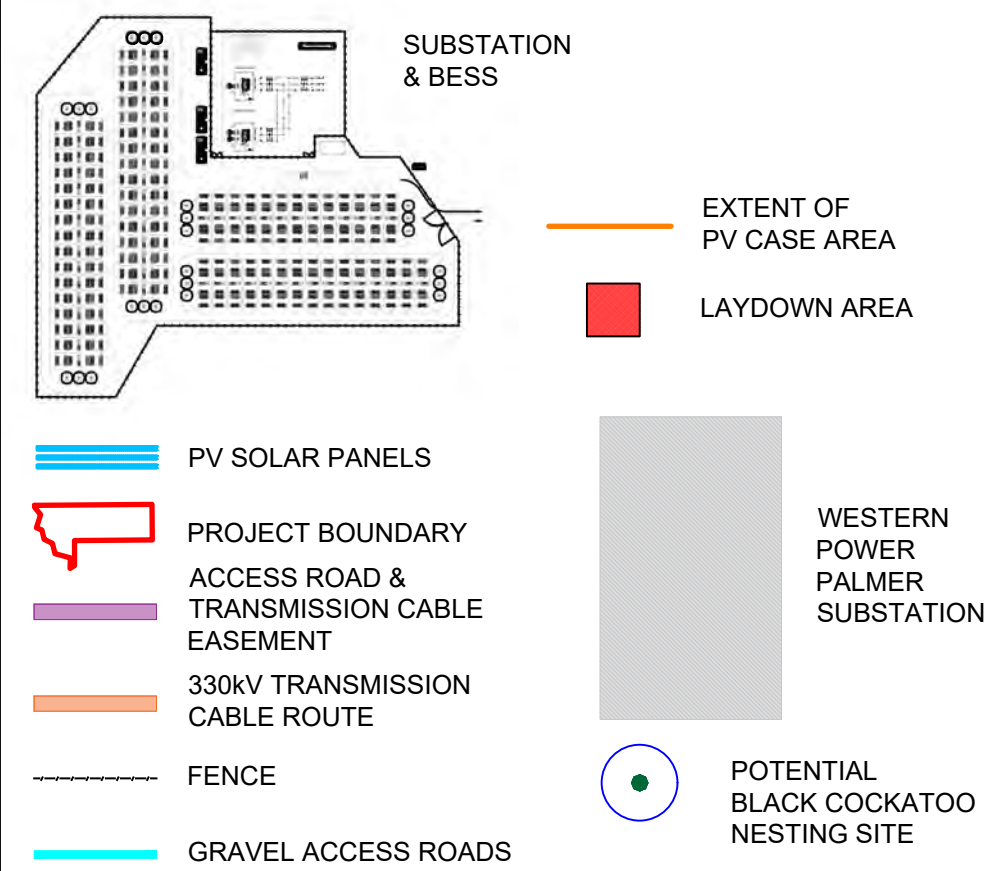 SUBSTATION
& BESS
EXTENT OF
PV CASE AREA
LAYDOWN AREA
PV SOLAR PANELS
PROJECT BOUNDARY
ACCESS ROAD &
TRANSMISSION CABLE
EASEMENT
330kV TRANSMISSION
CABLE ROUTE
FENCE
GRAVEL ACCESS ROADS
WESTERN
POWER
PALMER
SUBSTATION
POTENTIAL
BLACK COCKATOO
NESTING SITE